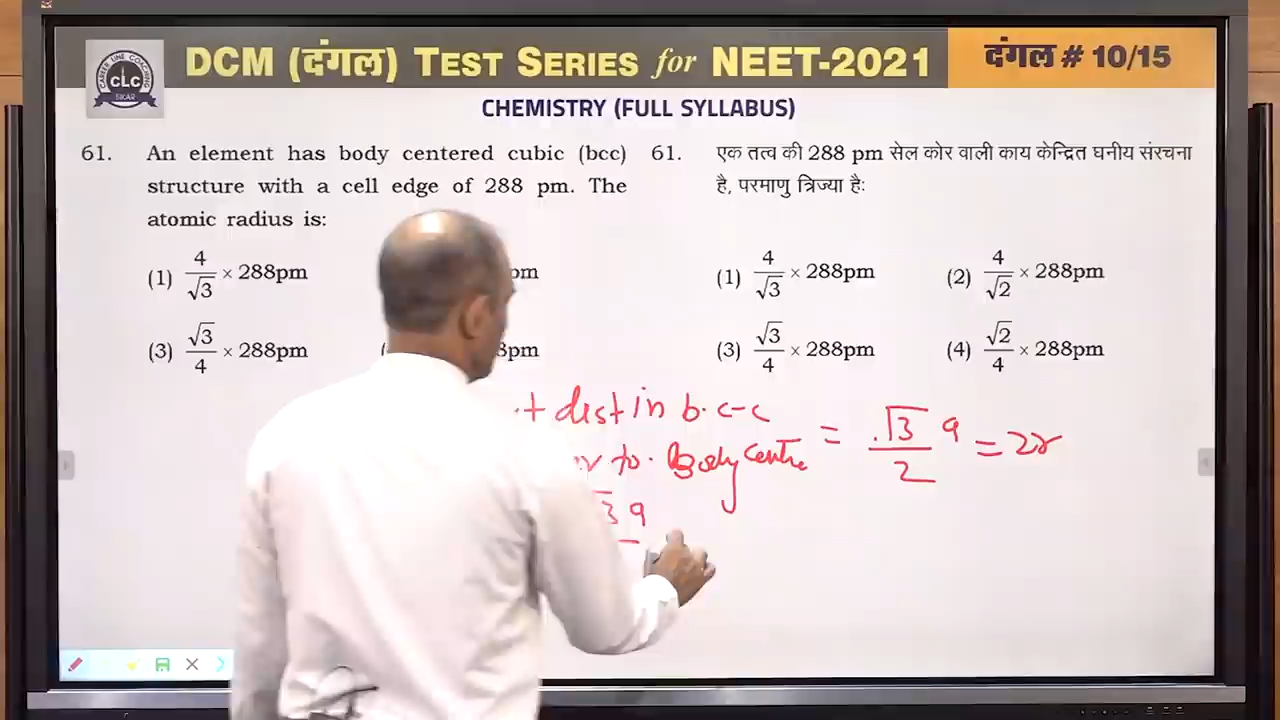 DCM (दंगल) TEST SERIES for NEET-2021
दंगल # 10/15
CLC
SIKAR
CHEMISTRY (FULL SYLLABUS)
61. An element has body centered cubic (bcc)
structure with a cell edge of 288 pm. The
atomic radius is:
(1) 4/√3 × 288pm
(3) √3/4 × 288pm
61. एक तत्व की 288 pm सेल कोर वाली काय केन्द्रित घनीय संरचना
है, परमाणु त्रिज्या है:
(1) 4/√3 × 288pm (2) 4/√2 × 288pm
(3) √3/4 × 288pm (4) √2/4 × 288pm
dist in b.c-c
to Body Centre = √3/2 a = 2r
3 a